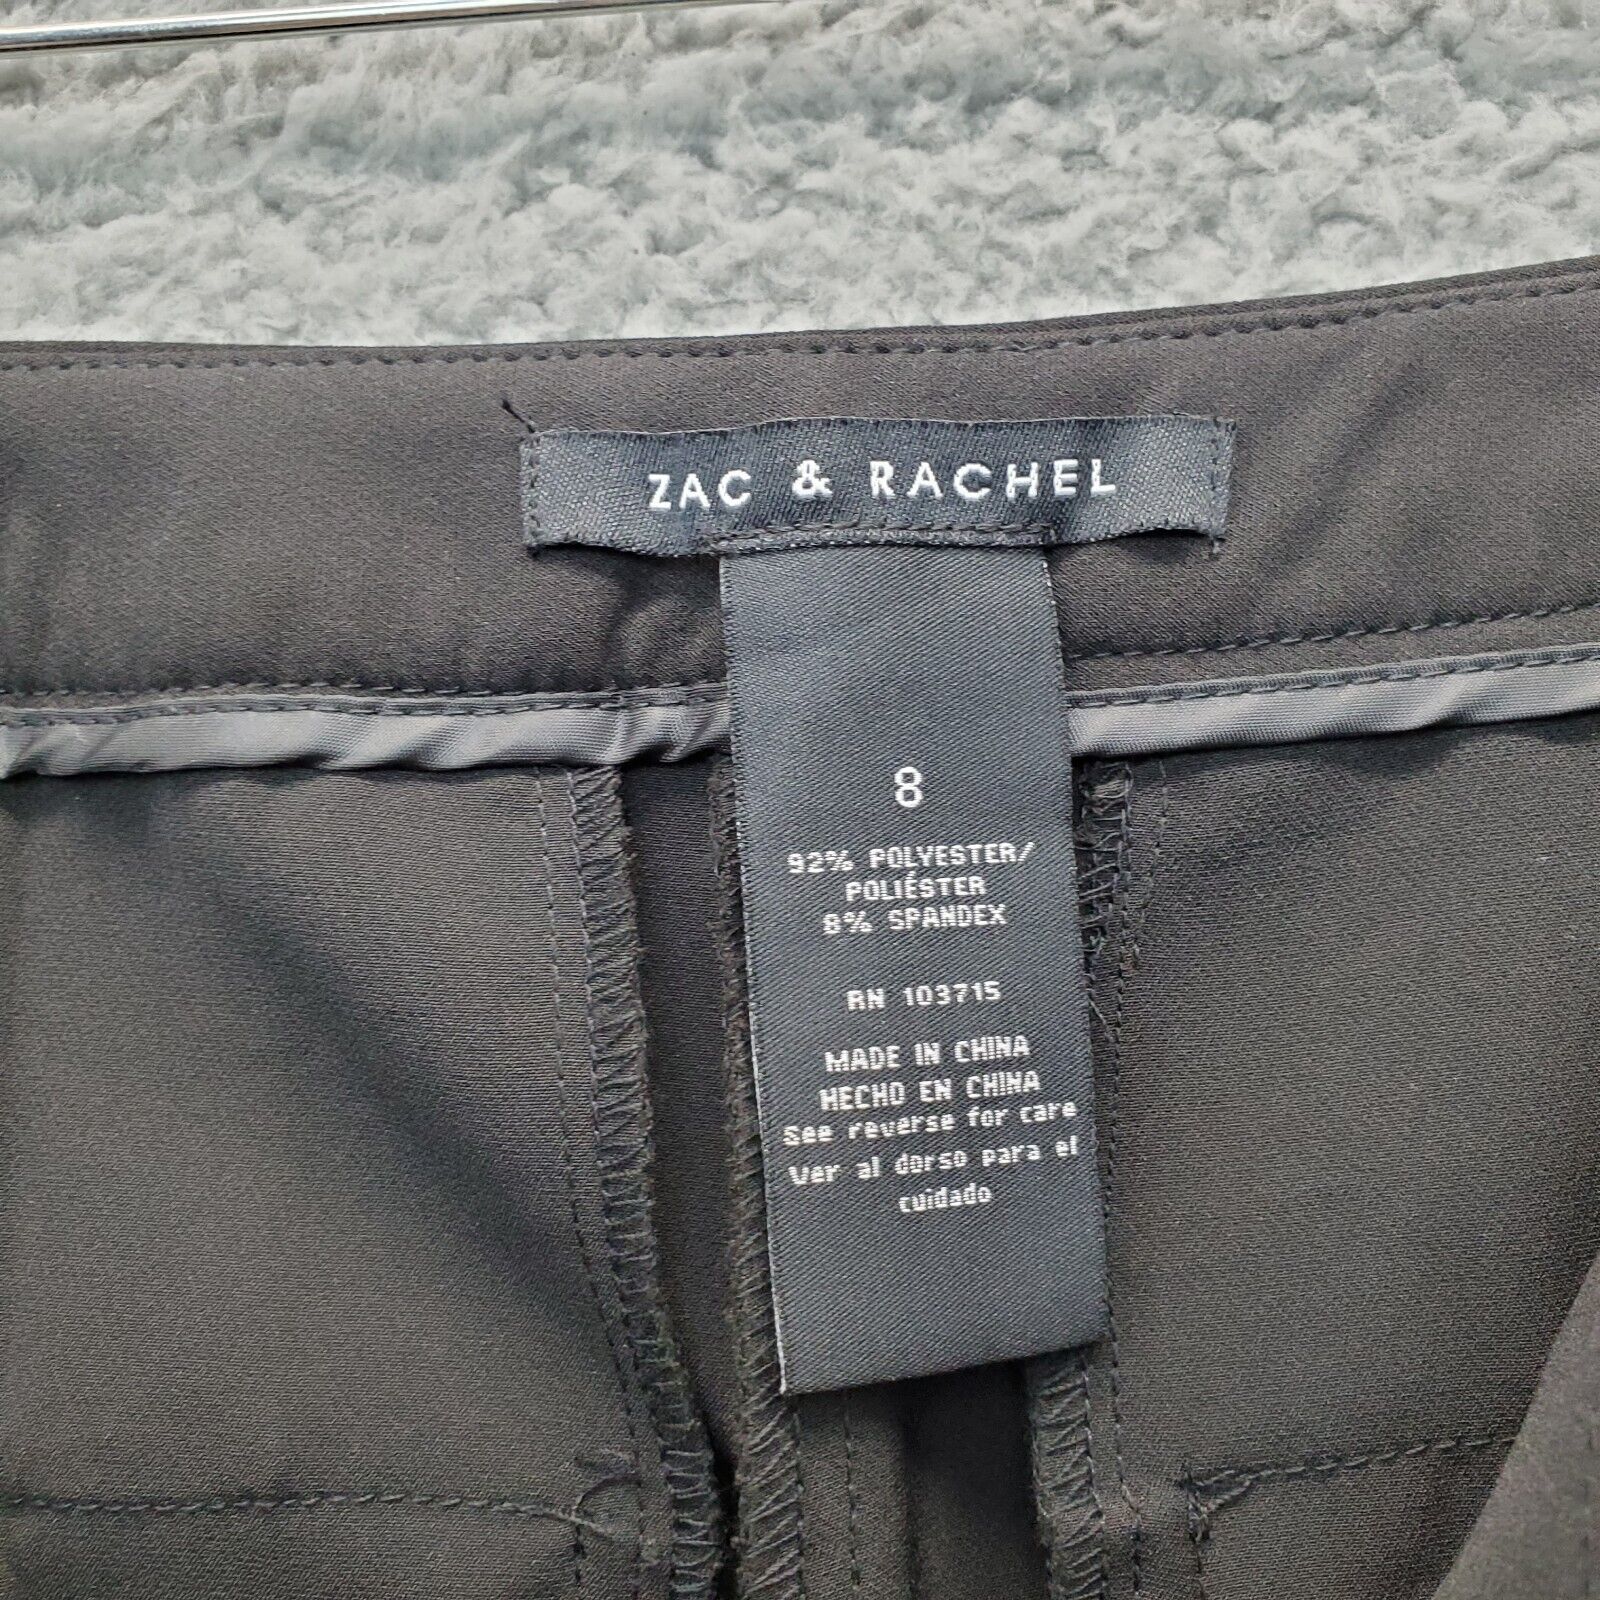 ZAC & RACHEL
8
92% POLYESTER/
POLIÉSTER
8% SPANDEX
RN 103715
MADE IN CHINA
HECHO EN CHINA
See reverse for care
Ver al dorso para el
cuidado